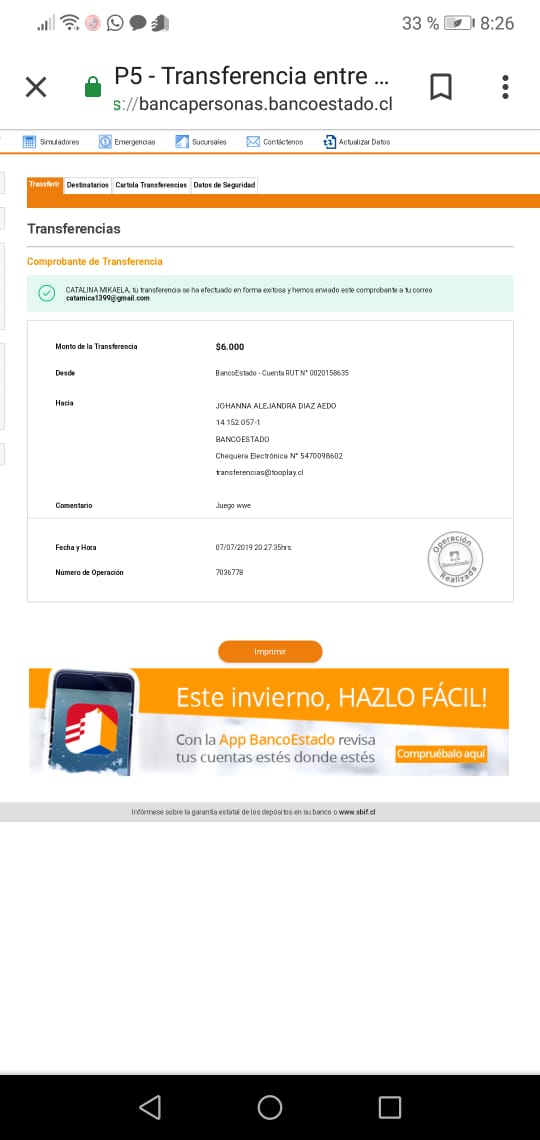 33 % 8:26
P5 - Transferencia entre ...
s://bancapersonas.bancoestado.cl
Simuladores Emergencias Sucursales Contáctenos Actualizar Datos
Transferir Destinatarios Cartola Transferencias Datos de Seguridad
Transferencias
Comprobante de Transferencia
CATALINA MIKAELA, tu transferencia se ha efectuado en forma exitosa y hemos enviado este comprobante a tu correo
catamica1399@gmail.com
Monto de la Transferencia $6.000
Desde BancoEstado - Cuenta RUT N° 0020158635
Hacia JOHANNA ALEJANDRA DIAZ AEDO
14.152.057-1
BANCOESTADO
Chequera Electrónica N° 5470098602
transferencias@tooplay.cl
Comentario Juego wwe
Fecha y Hora 07/07/2019 20:27:35hrs.
Número de Operación 7036778
Operación
BancoEstado
Realizada
Imprimir
Este invierno, HAZLO FÁCIL!
Con la App BancoEstado revisa
tus cuentas estés donde estés
Compruébalo aquí
Infórmese sobre la garantía estatal de los depósitos en su banco o www.sbif.cl